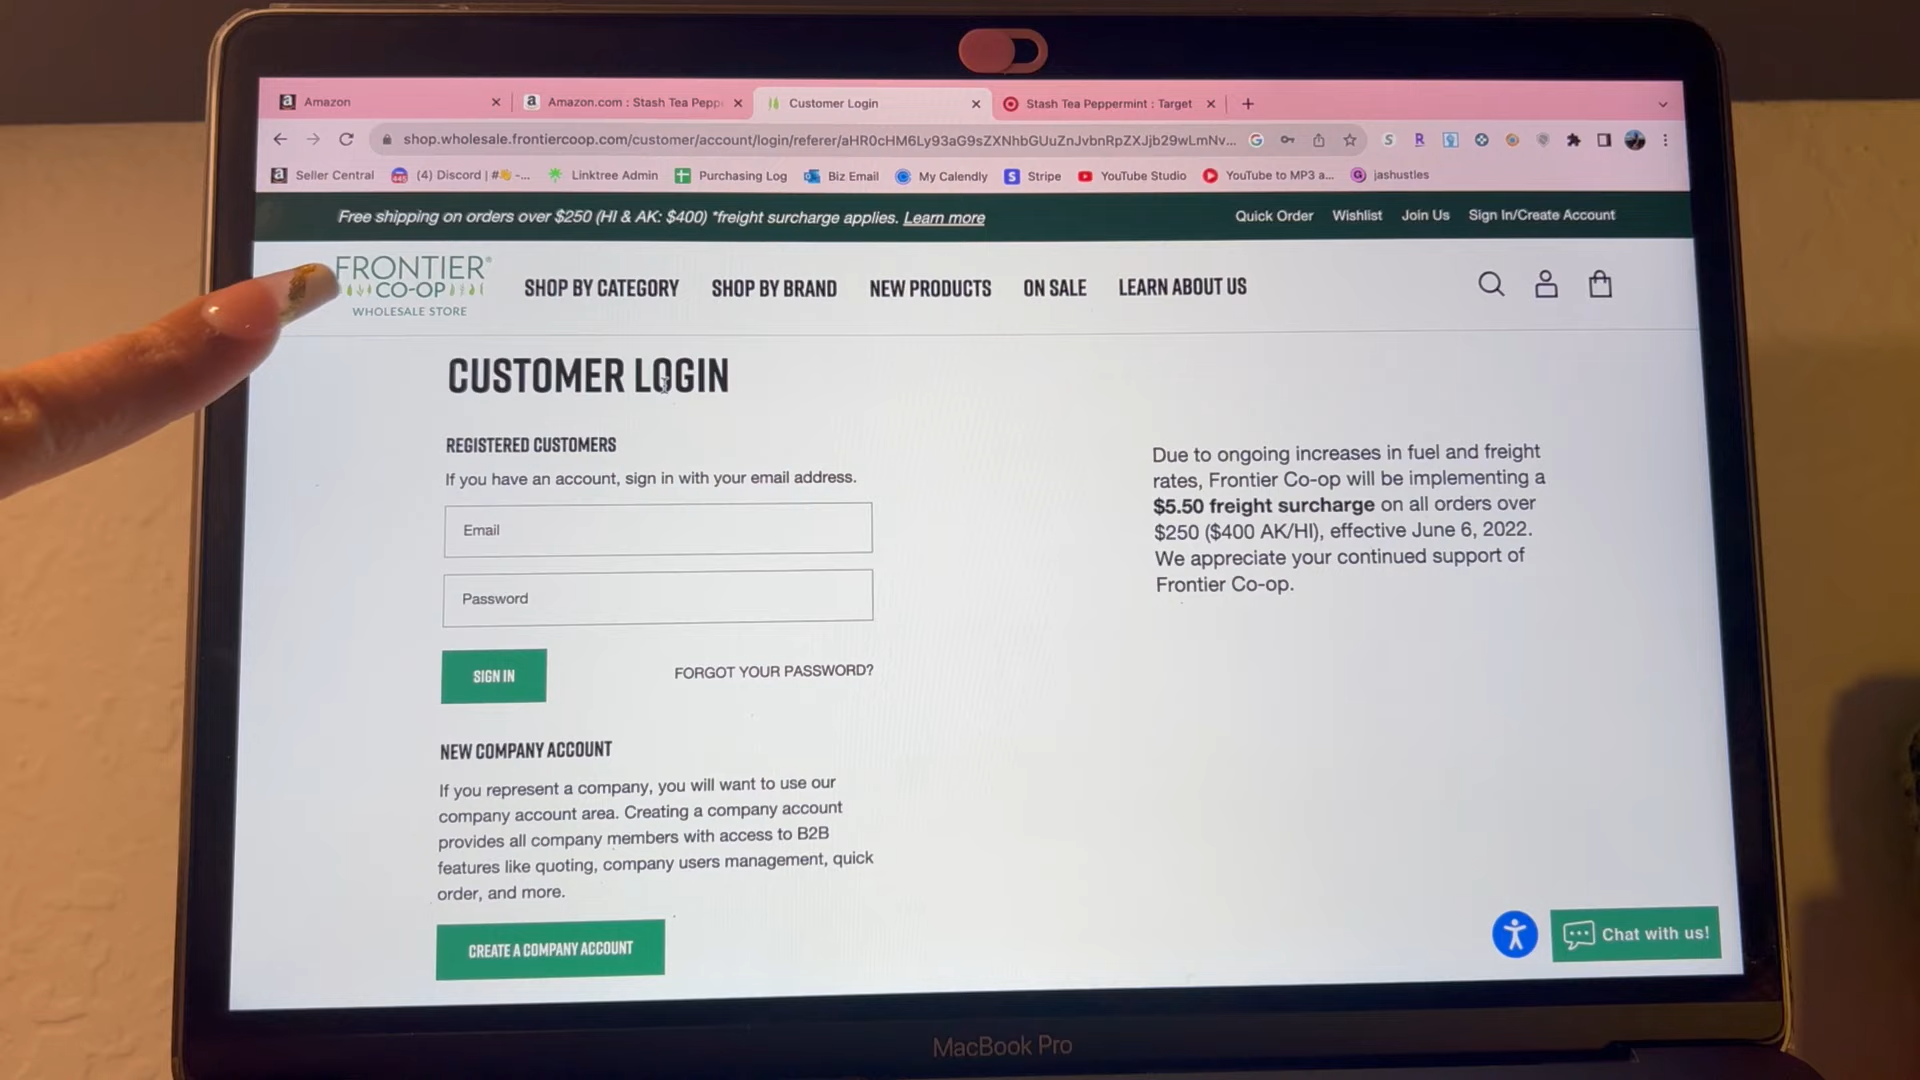 Amazon
Amazon.com : Stash Tea Pepp
Customer Login
Stash Tea Peppermint : Target
shop.wholesale.frontiercoop.com/customer/account/login/referer/aHR0cHM6Ly93aG9sZXNhbGUuZnJvbnRpZXJjb29wLmNv...
Seller Central
(4) Discord | #👋-...
Linktree Admin
Purchasing Log
Biz Email
My Calendly
Stripe
YouTube Studio
YouTube to MP3 a...
jashustles
Free shipping on orders over $250 (HI & AK: $400) *freight surcharge applies. Learn more
Quick Order
Wishlist
Join Us
Sign In/Create Account
FRONTIER®
CO-OP
WHOLESALE STORE
SHOP BY CATEGORY
SHOP BY BRAND
NEW PRODUCTS
ON SALE
LEARN ABOUT US
CUSTOMER LOGIN
REGISTERED CUSTOMERS
If you have an account, sign in with your email address.
Email
Password
SIGN IN
FORGOT YOUR PASSWORD?
Due to ongoing increases in fuel and freight
rates, Frontier Co-op will be implementing a
$5.50 freight surcharge on all orders over
$250 ($400 AK/HI), effective June 6, 2022.
We appreciate your continued support of
Frontier Co-op.
NEW COMPANY ACCOUNT
If you represent a company, you will want to use our
company account area. Creating a company account
provides all company members with access to B2B
features like quoting, company users management, quick
order, and more.
CREATE A COMPANY ACCOUNT
Chat with us!
MacBook Pro